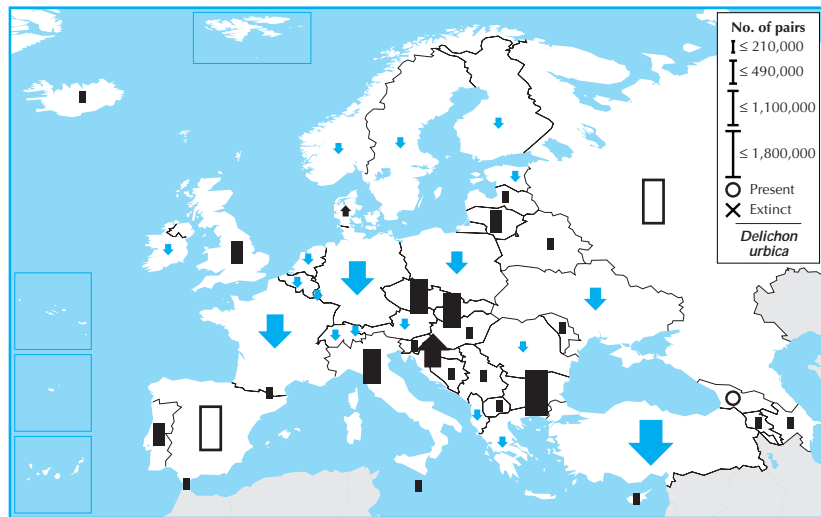 No. of pairs
≤ 210,000
≤ 490,000
≤ 1,100,000
≤ 1,800,000
Present
Extinct
Delichon
urbica